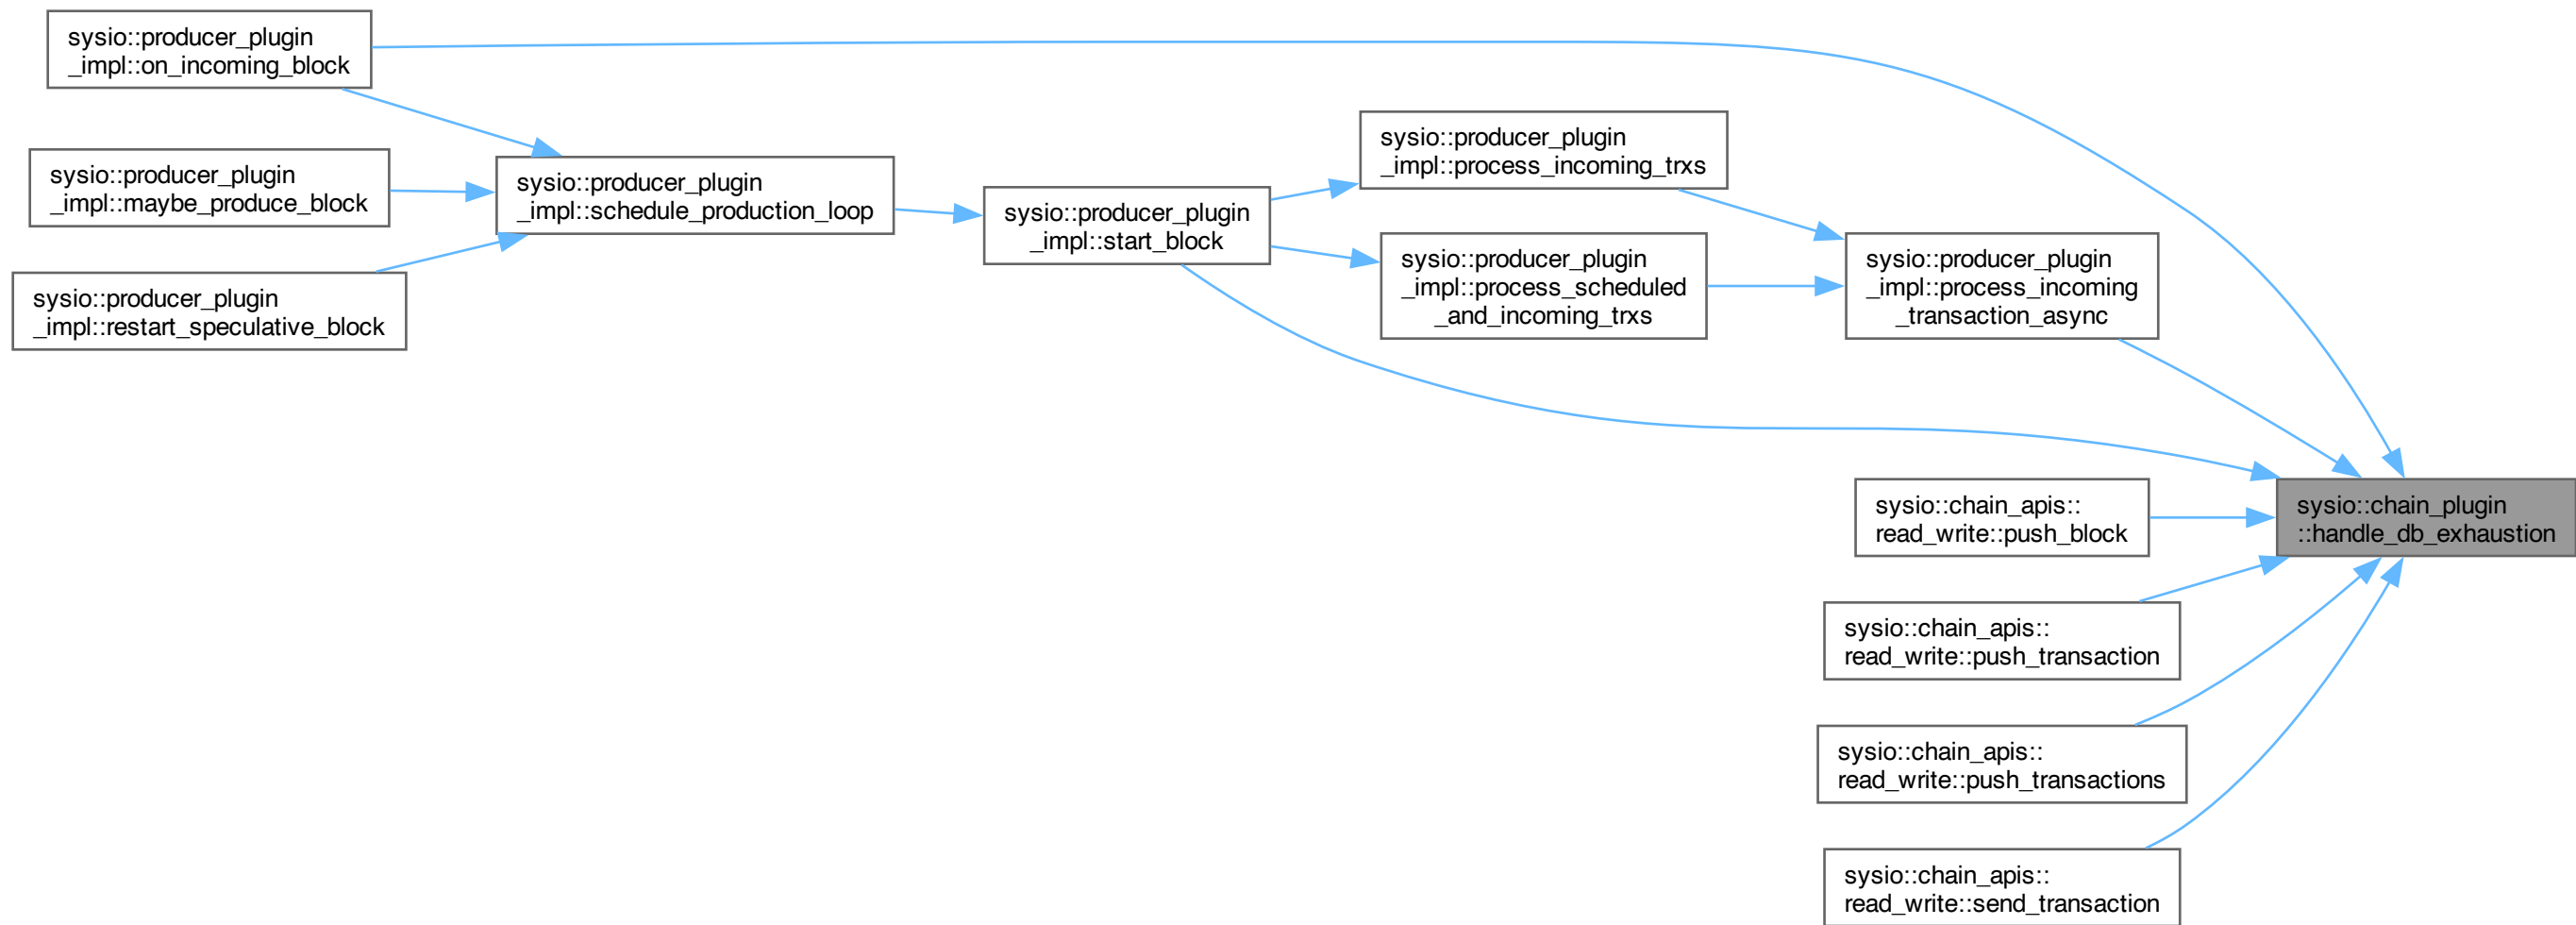 sysio::producer_plugin
_impl::on_incoming_block
sysio::producer_plugin
_impl::maybe_produce_block
sysio::producer_plugin
_impl::restart_speculative_block
sysio::producer_plugin
_impl::schedule_production_loop
sysio::producer_plugin
_impl::start_block
sysio::producer_plugin
_impl::process_incoming_trxs
sysio::producer_plugin
_impl::process_scheduled
_and_incoming_trxs
sysio::producer_plugin
_impl::process_incoming
_transaction_async
sysio::chain_apis::
read_write::push_block
sysio::chain_apis::
read_write::push_transaction
sysio::chain_apis::
read_write::push_transactions
sysio::chain_apis::
read_write::send_transaction
sysio::chain_plugin
::handle_db_exhaustion